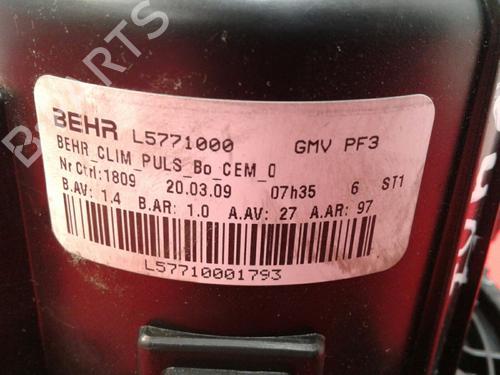 PARTS
BEHR L5771000 GMV PF3
BEHR_CLIM_PULS_Bo_CEM_0
Nr Ctrl:1809 20.03.09 07h35 6 ST1
B.AV: 1.4 B.AR: 1.0 A.AV: 27 A.AR: 97
L57710001793